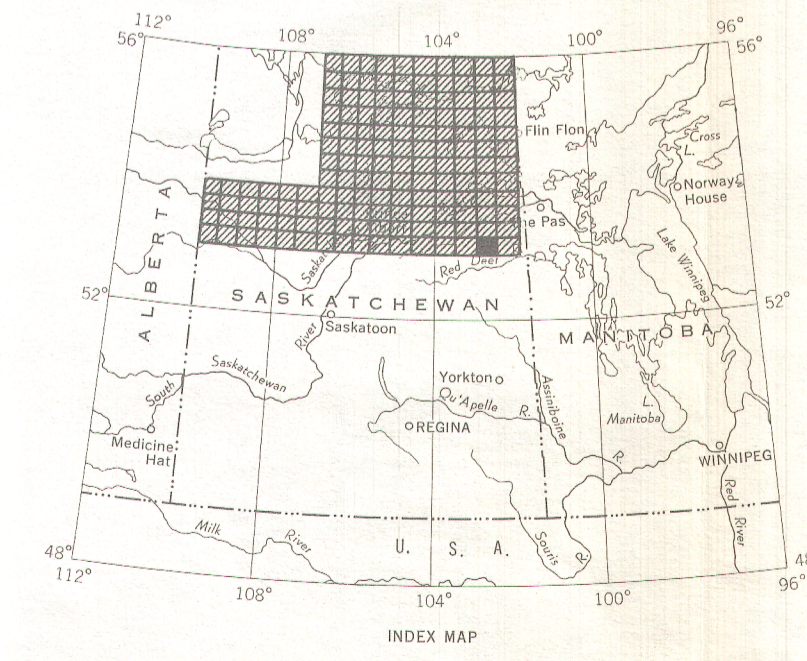 112°
108°
104°
100°
96°
56°
56°
Flin Flon
Cross
L.
Norway
House
The Pas
ALBERTA
Lake Winnipeg
Red Deer
52°
SASKATCHEWAN
52°
MANITOBA
River
Saskatoon
South
Saskatchewan
Yorkton
Qu'Apelle R.
Assiniboine
R.
L.
Manitoba
REGINA
Medicine
Hat
WINNIPEG
Red
River
Milk
River
U. S. A.
Souris
R.
48°
48
112°
108°
104°
100°
96°
INDEX MAP